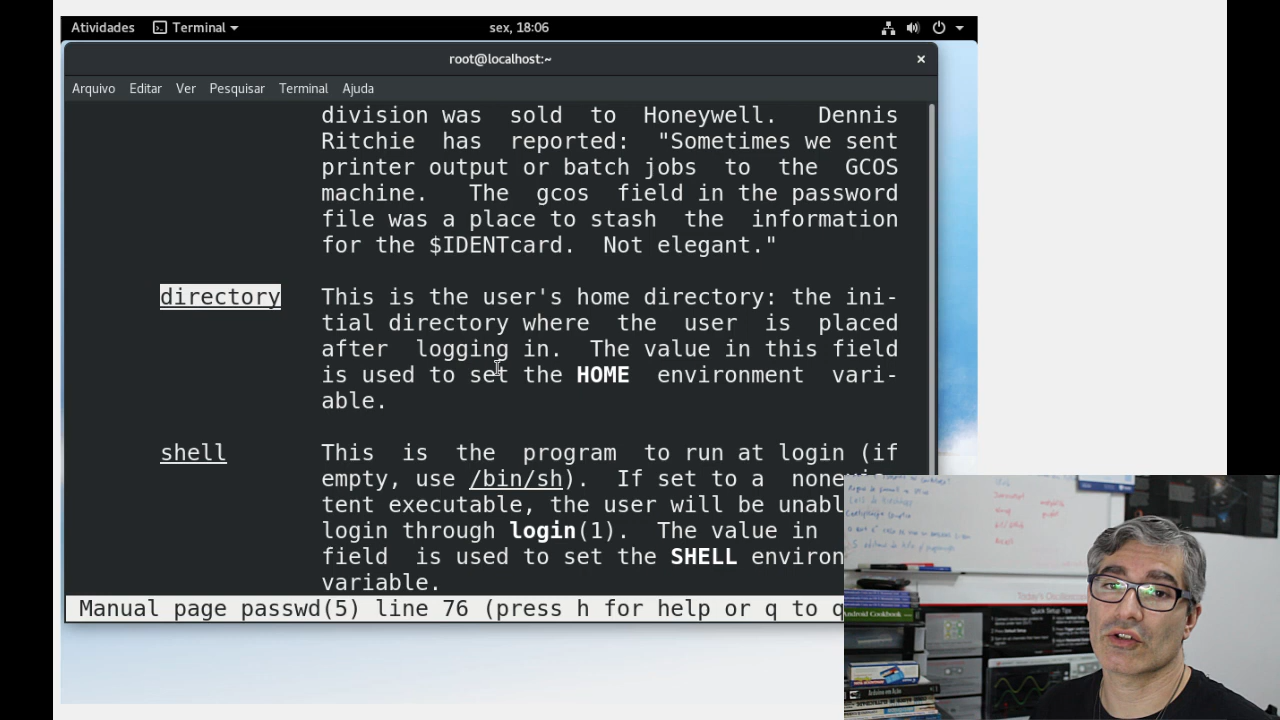 Atividades Terminal sex, 18:06
root@localhost:~ ×
Arquivo Editar Ver Pesquisar Terminal Ajuda
division was sold to Honeywell. Dennis
Ritchie has reported: "Sometimes we sent
printer output or batch jobs to the GCOS
machine. The gcos field in the password
file was a place to stash the information
for the $IDENTcard. Not elegant."
directory This is the user's home directory: the ini-
tial directory where the user is placed
after logging in. The value in this field
is used to set the HOME environment vari-
able.
shell This is the program to run at login (if
empty, use /bin/sh). If set to a
tent executable, the user will be
login through login(1). The value in
field is used to set the SHELL
variable.
Manual page passwd(5) line 76 (press h for help or q to
Android Cookbook
Quick Setup Tips